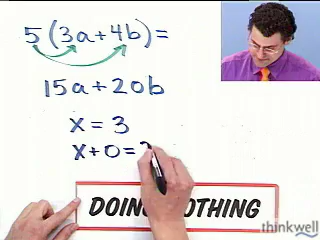 5(3a+4b)=
15a+20b
x=3
x+0=
DOING NOTHING
thinkwell